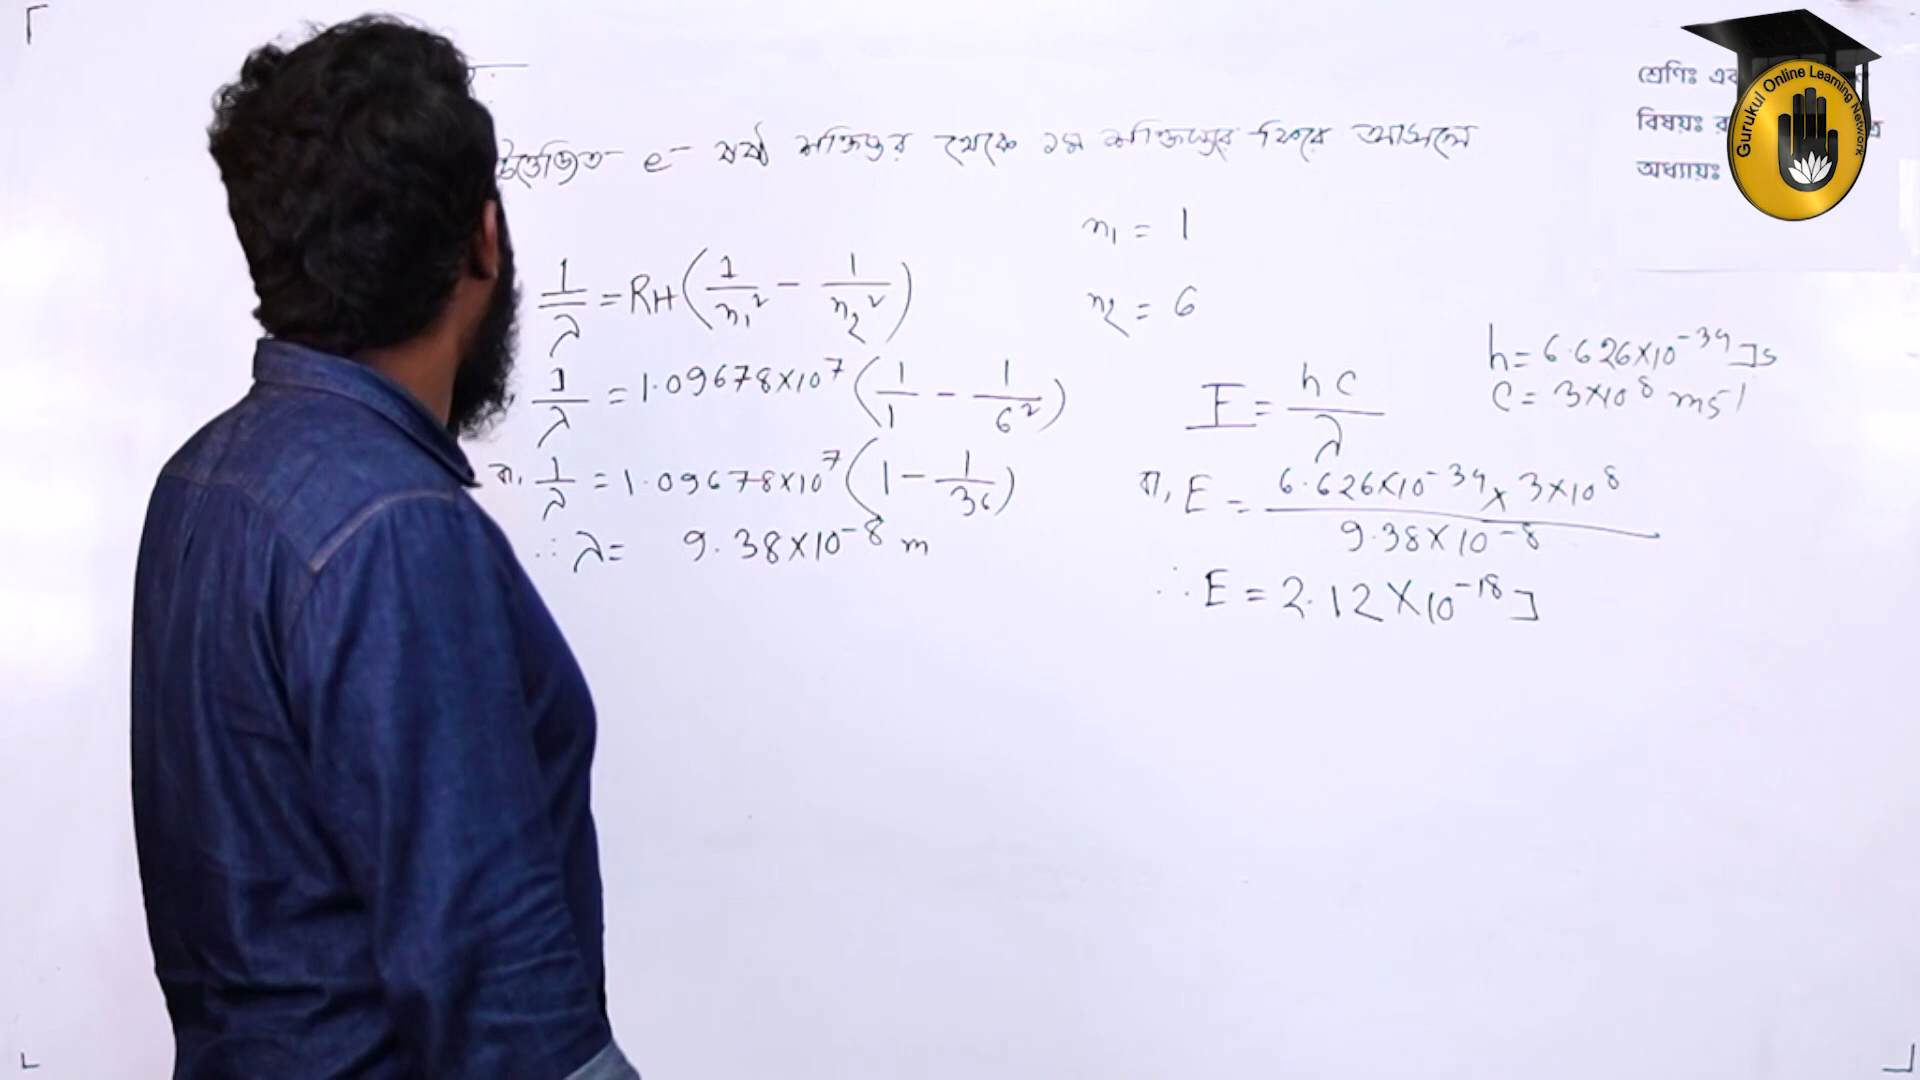 উত্তেজিত e⁻ ষষ্ঠ শক্তিস্তর থেকে ১ম শক্তিস্তরে ফিরে আসলে
n₁ = 1
n₂ = 6
1/λ = RH(1/n₁² - 1/n₂²)
1/λ = 1.09678×10⁷ (1/1 - 1/6²)
বা, 1/λ = 1.09678×10⁷ (1 - 1/36)
∴ λ = 9.38×10⁻⁸ m
h = 6.626×10⁻³⁴ Js
C = 3×10⁸ ms⁻¹
E = hc/λ
বা, E = 6.626×10⁻³⁴ × 3×10⁸ / 9.38×10⁻⁸
∴ E = 2.12×10⁻¹⁸ J
শ্রেণিঃ
বিষয়ঃ
অধ্যায়ঃ
Gurukul Online Learning Network